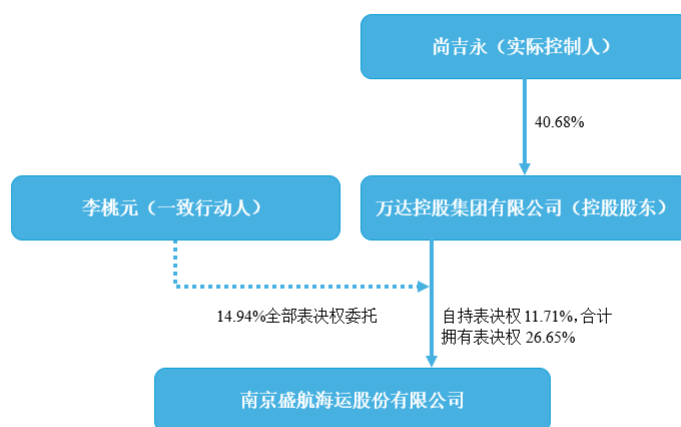 尚吉永（实际控制人）
40.68%
李桃元（一致行动人）
万达控股集团有限公司（控股股东）
14.94%全部表决权委托
自持表决权 11.71%,合计
拥有表决权 26.65%
南京盛航海运股份有限公司